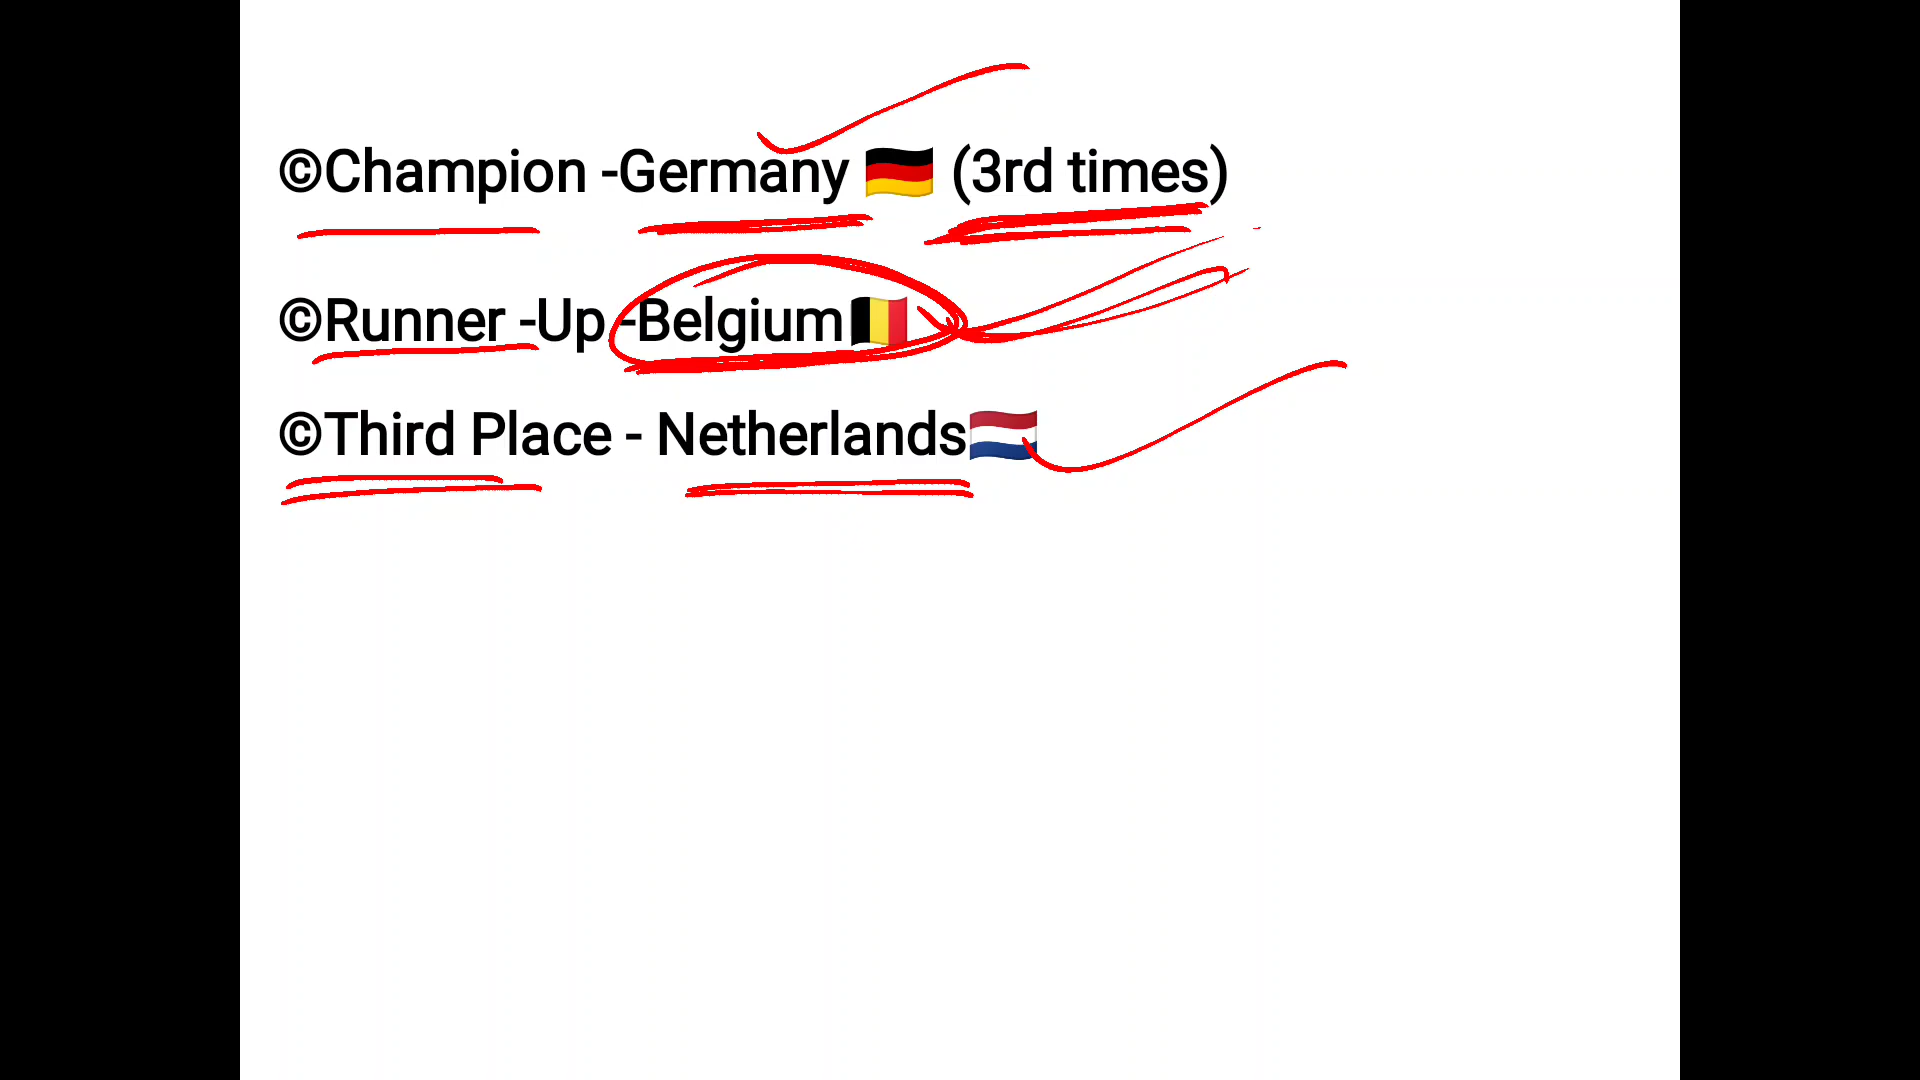 ©Champion -Germany 🇩🇪 (3rd times)
©Runner -Up -Belgium🇧🇪
©Third Place - Netherlands🇳🇱